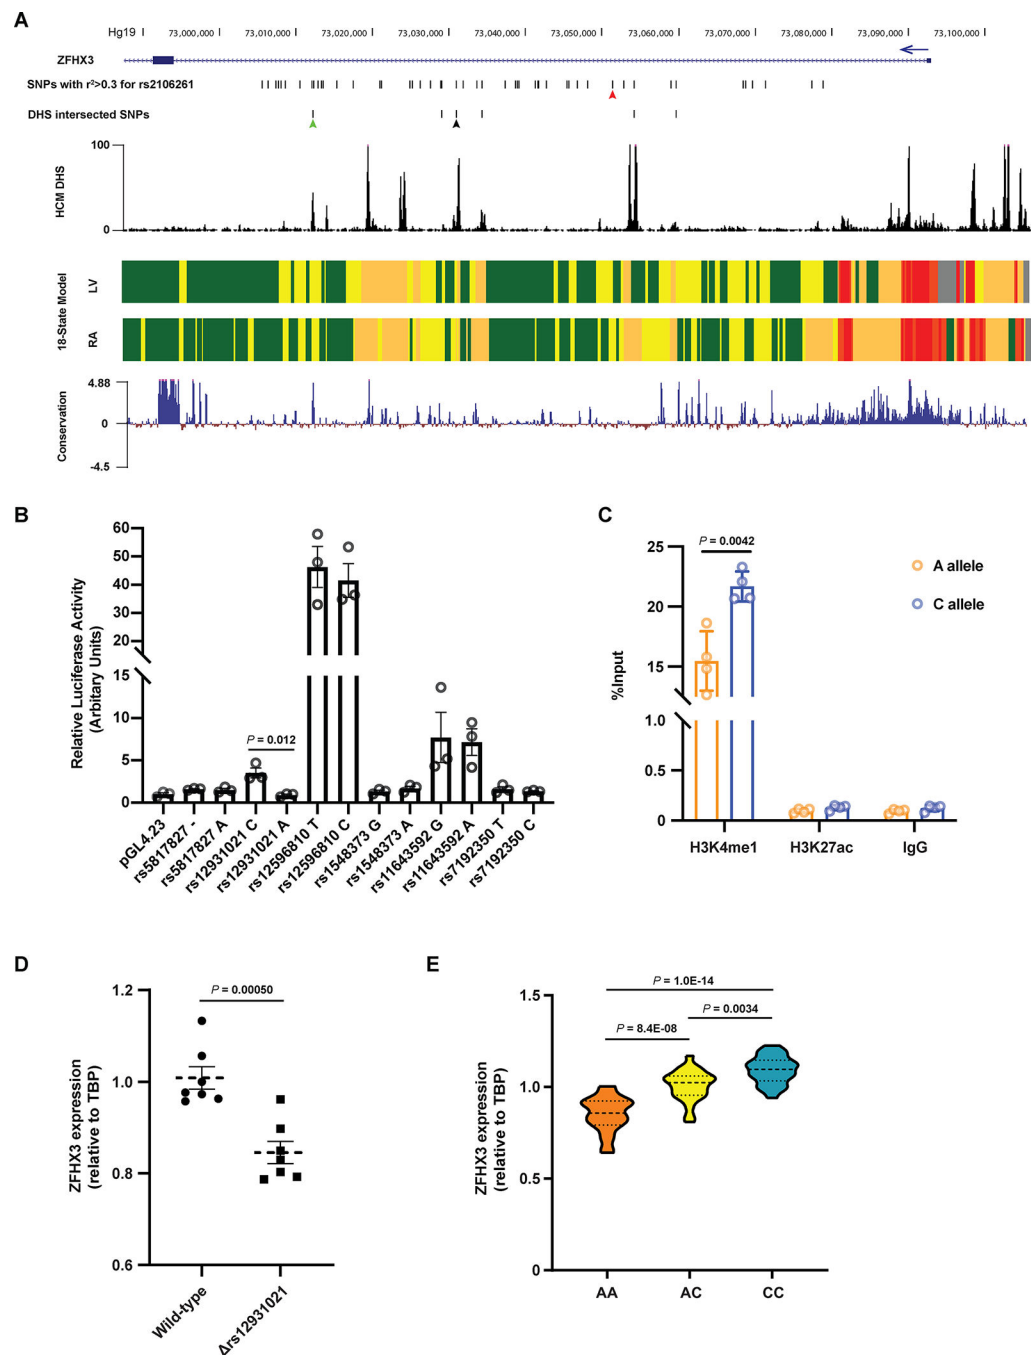 A
Hg19 73,000,000 73,010,000 73,020,000 73,030,000 73,040,000 73,050,000 73,060,000 73,070,000 73,080,000 73,090,000 73,100,000
ZFHX3
SNPs with r²>0.3 for rs2106261
DHS intersected SNPs
100
0
HCM DHS
18-State Model
LV
RA
4.88
0
-4.5
Conservation
B
Relative Luciferase Activity
(Arbitary Units)
60
50
40
30
20
15
10
5
0
P = 0.012
pGL4.23
rs5817827 -
rs5817827 A
rs12931021 C
rs12931021 A
rs12596810 T
rs12596810 C
rs1548373 G
rs1548373 A
rs11643592 G
rs11643592 A
rs7192350 T
rs7192350 C
C
P = 0.0042
%Input
25
20
15
1.0
0.5
0
A allele
C allele
H3K4me1
H3K27ac
IgG
D
P = 0.00050
ZFHX3 expression
(relative to TBP)
1.2
1.0
0.8
0.6
Wild-type
Δrs12931021
E
P = 1.0E-14
P = 0.0034
P = 8.4E-08
ZFHX3 expression
(relative to TBP)
1.5
1.0
0.5
0
AA
AC
CC